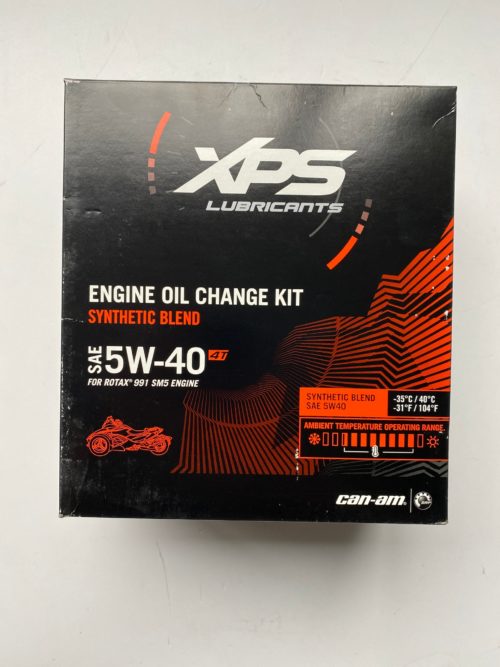 XPS
LUBRICANTS
ENGINE OIL CHANGE KIT
SYNTHETIC BLEND
SAE 5W-40 4T
FOR ROTAX® 991 SM5 ENGINE
SYNTHETIC BLEND
SAE 5W40
-35°C / 40°C
-31°F / 104°F
AMBIENT TEMPERATURE OPERATING RANGE
can-am.